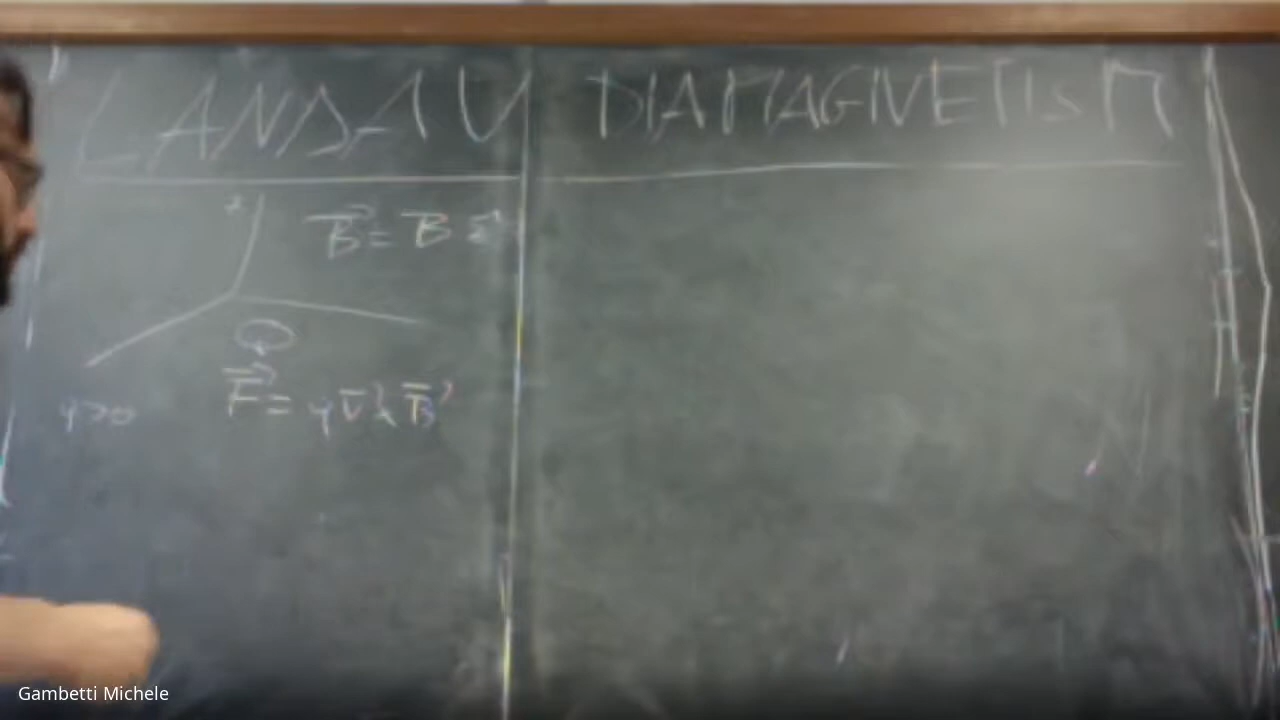 LANDAU DIAMAGNETISM
z
B⃗ = B ẑ
q>0
F⃗ = q v⃗ ∧ B⃗
Gambetti Michele